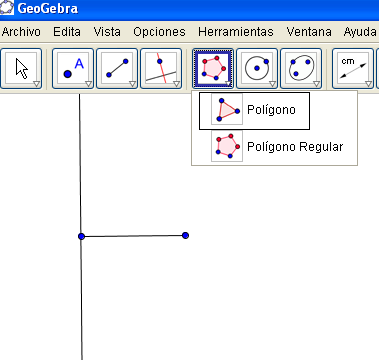 GeoGebra
Archivo Edita Vista Opciones Herramientas Ventana Ayuda
A cm
Polígono
Polígono Regular